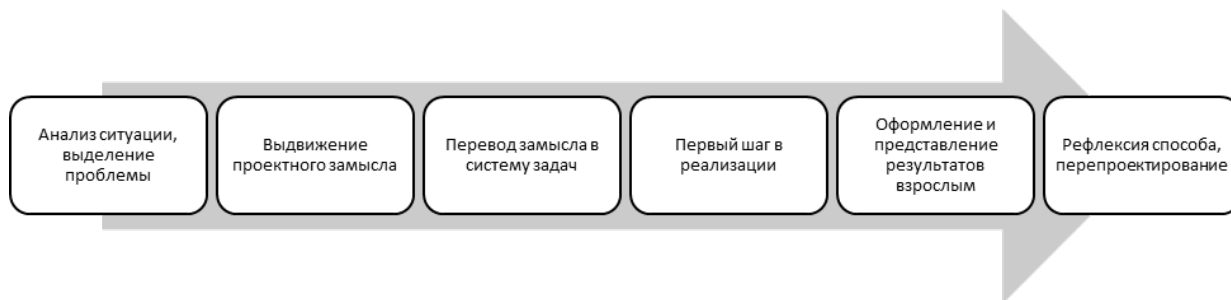 Анализ ситуации,
выделение
проблемы
Выдвижение
проектного замысла
Перевод замысла в
систему задач
Первый шаг в
реализации
Оформление и
представление
результатов
взрослым
Рефлексия способа,
перепроектирование